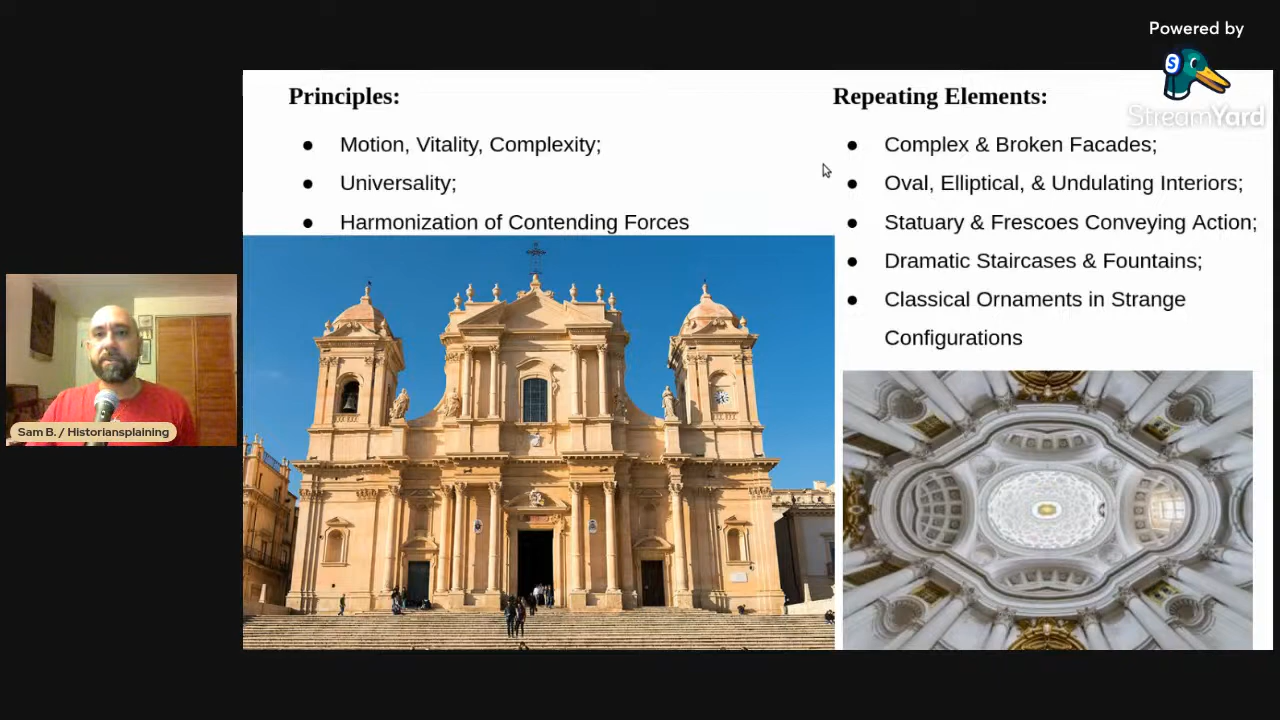 Powered by
StreamYard
Principles:
● Motion, Vitality, Complexity;
● Universality;
● Harmonization of Contending Forces
Repeating Elements:
● Complex & Broken Facades;
● Oval, Elliptical, & Undulating Interiors;
● Statuary & Frescoes Conveying Action;
● Dramatic Staircases & Fountains;
● Classical Ornaments in Strange
Configurations
Sam B. / Historiansplaining